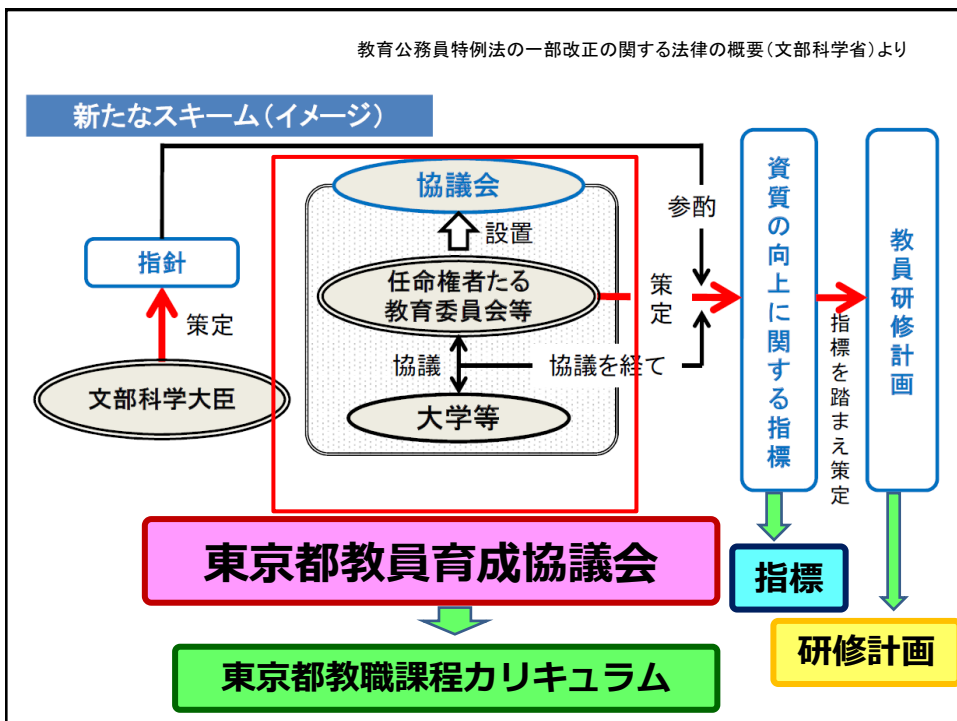 教育公務員特例法の一部改正の関する法律の概要(文部科学省)より
新たなスキーム(イメージ)
協議会
設置
任命権者たる
教育委員会等
協議
協議を経て
大学等
指針
策定
文部科学大臣
参酌
策定
資質の向上に関する指標
指標を踏まえ策定
教員研修計画
東京都教員育成協議会
指標
研修計画
東京都教職課程カリキュラム